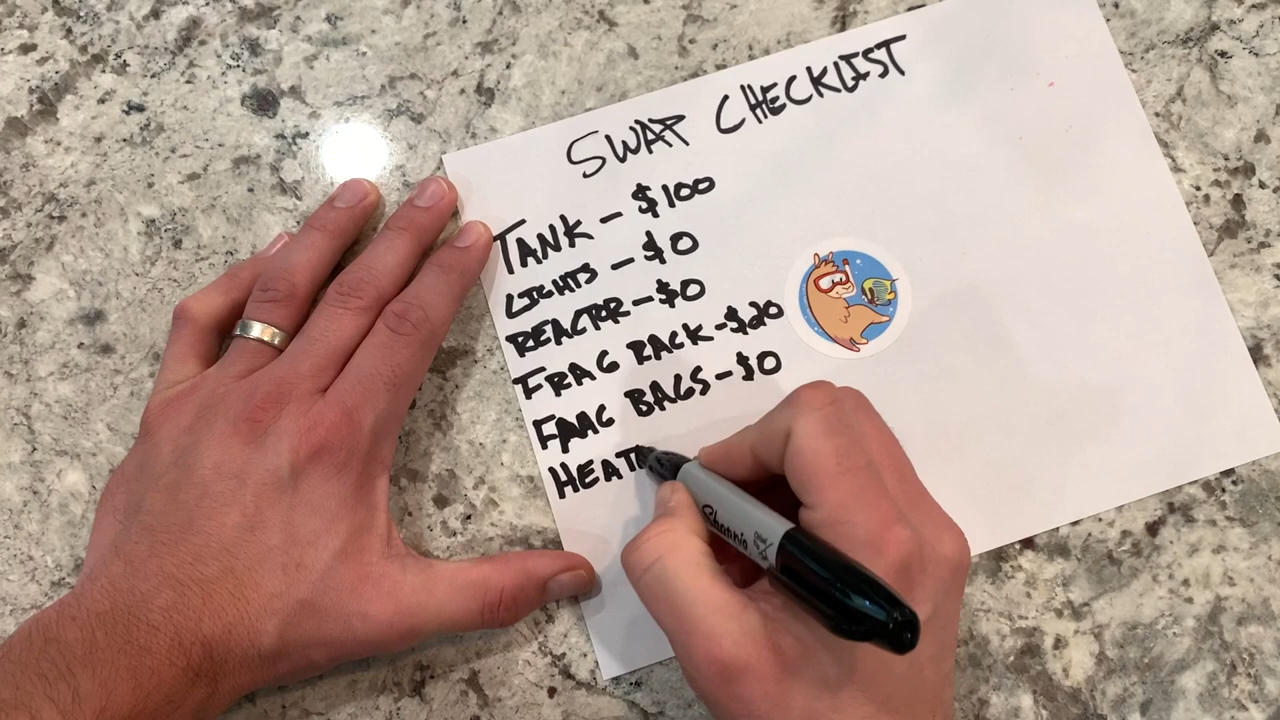 SWAP CHECKLIST
TANK - $100
LIGHTS - $0
REACTOR - $0
FRAG RACK - $20
FRAG BAGS - $0
HEAT
Sharpie